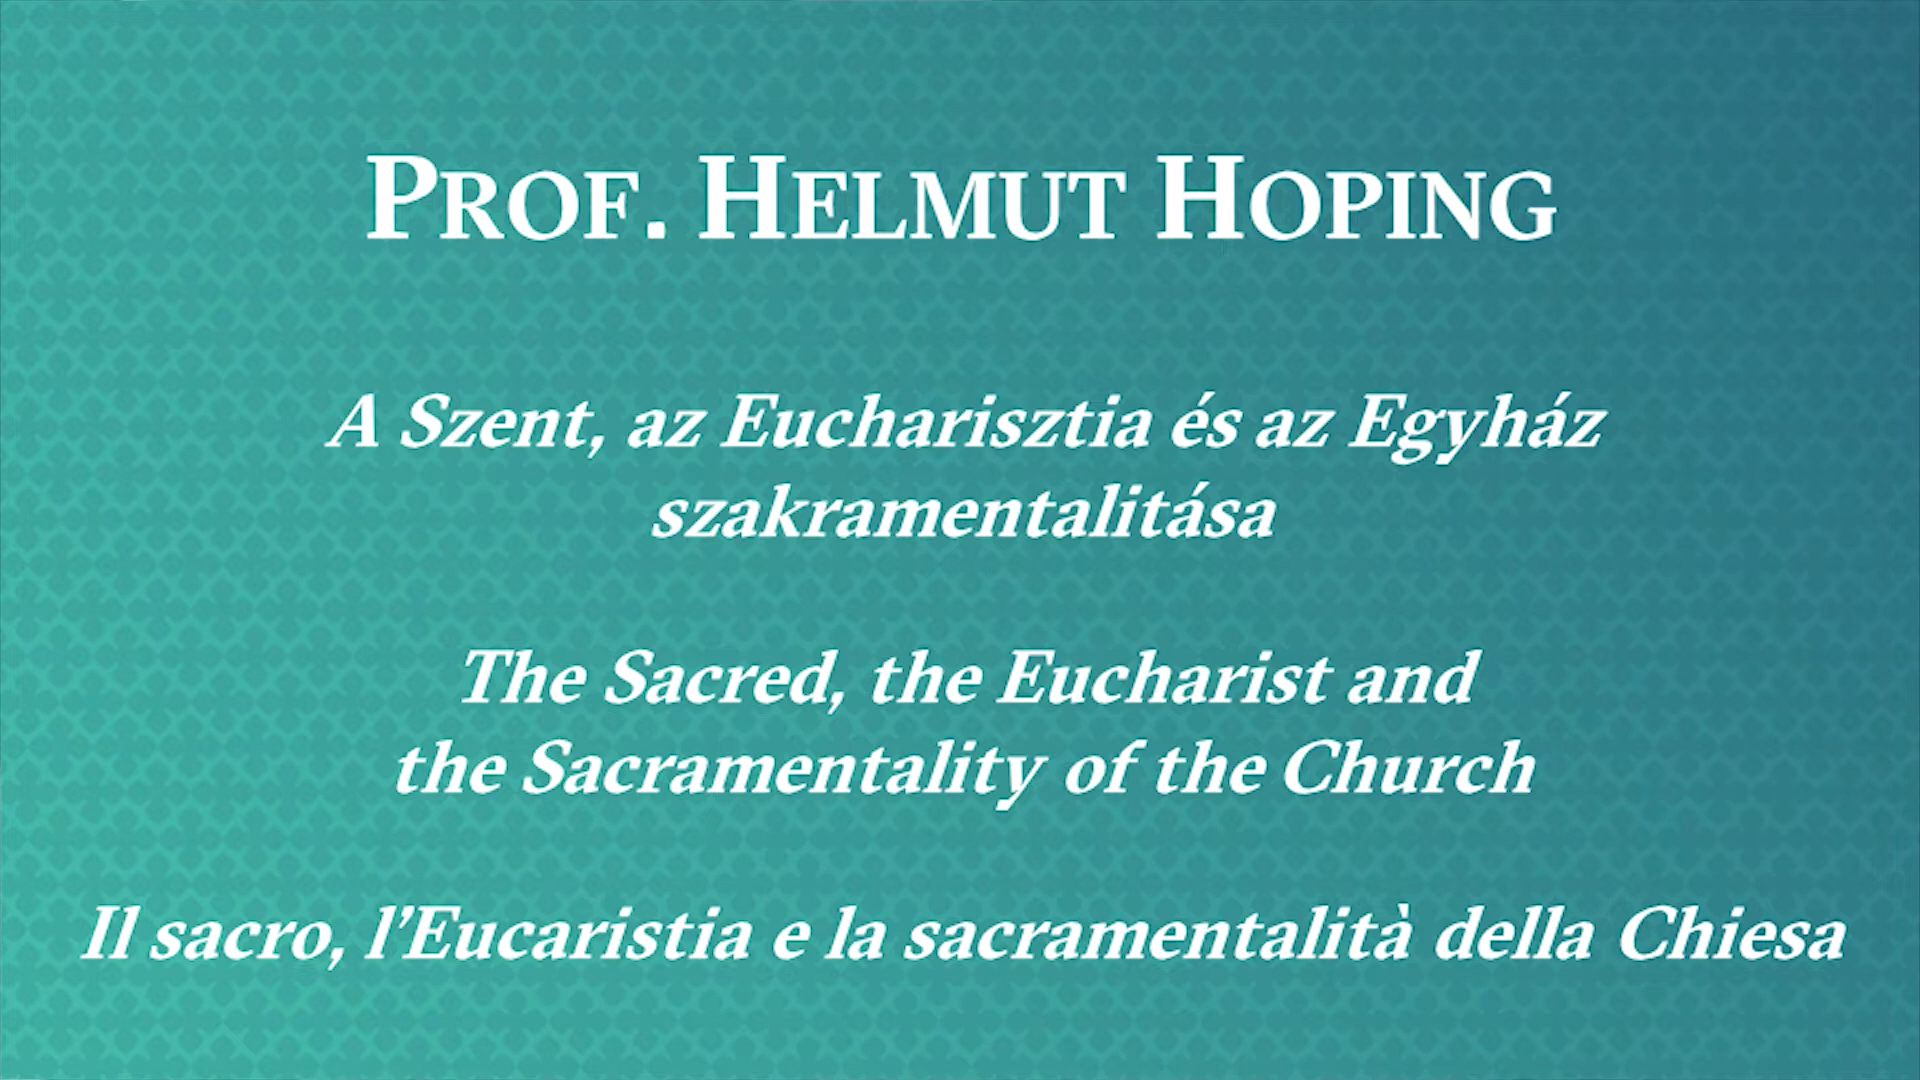 PROF. HELMUT HOPING
A Szent, az Eucharisztia és az Egyház
szakramentalitása
The Sacred, the Eucharist and
the Sacramentality of the Church
Il sacro, l’Eucaristia e la sacramentalità della Chiesa